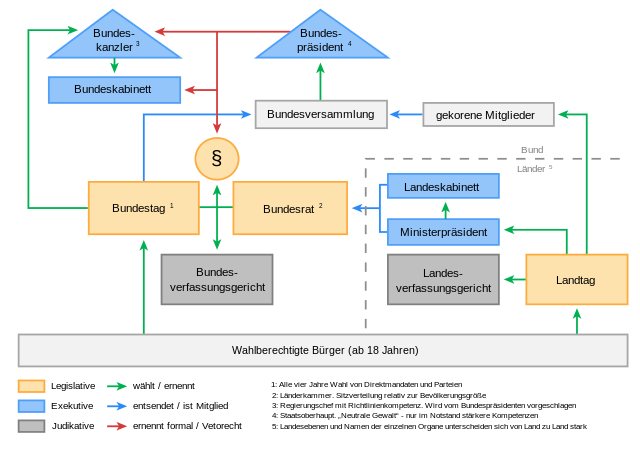 Bundes-
kanzler 3
Bundes-
präsident 4
Bundeskabinett
Bundesversammlung
gekorene Mitglieder
§
Bund
Länder 5
Bundestag 1
Bundesrat 2
Landeskabinett
Ministerpräsident
Bundes-
verfassungsgericht
Landes-
verfassungsgericht
Landtag
Wahlberechtigte Bürger (ab 18 Jahren)
Legislative
wählt / ernennt
Exekutive
entsendet / ist Mitglied
Judikative
ernennt formal / Vetorecht
1: Alle vier Jahre Wahl von Direktmandaten und Parteien
2: Länderkammer. Sitzverteilung relativ zur Bevölkerungsgröße
3: Regierungschef mit Richtlinienkompetenz. Wird vom Bundespräsidenten vorgeschlagen
4: Staatsoberhaupt. „Neutrale Gewalt“ - nur im Notstand stärkere Kompetenzen
5: Landesebenen und Namen der einzelnen Organe unterscheiden sich von Land zu Land stark